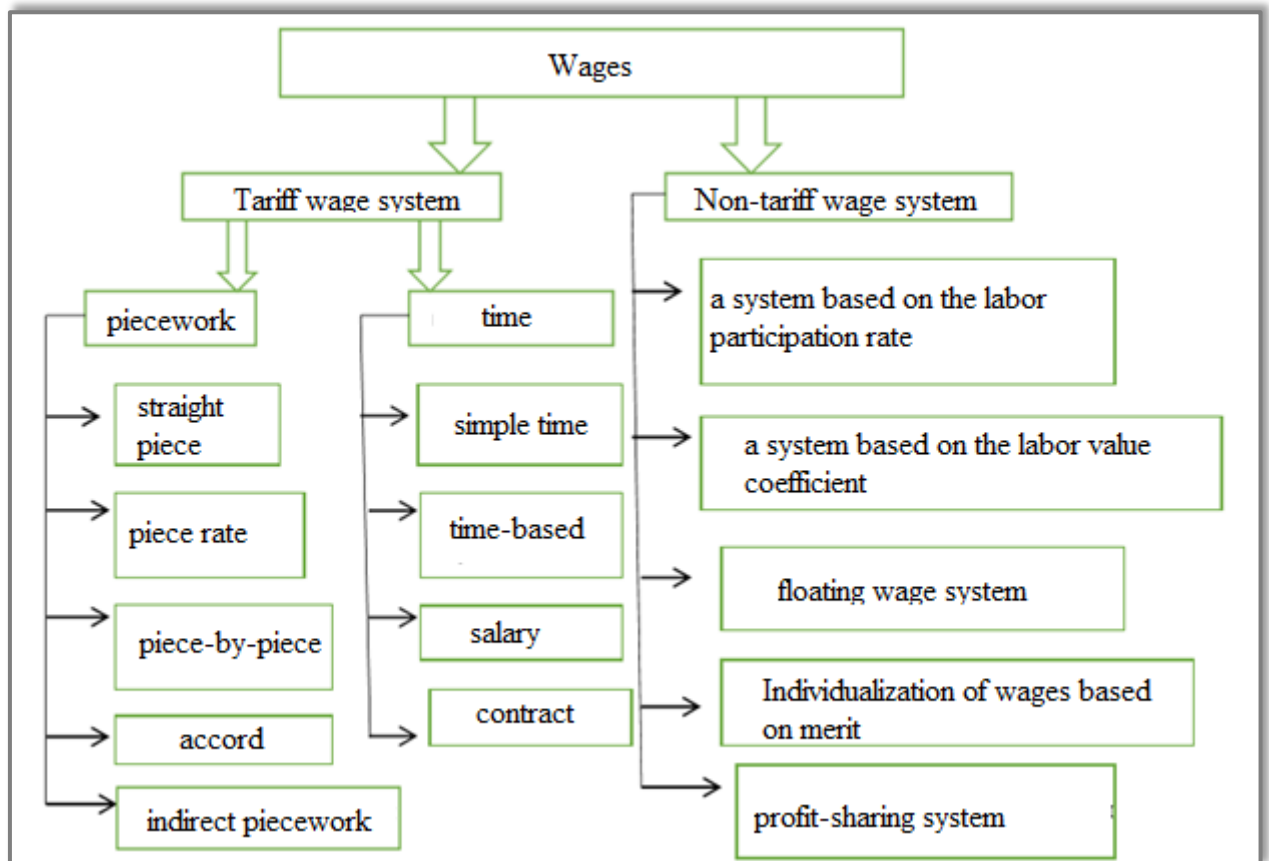 Wages
Tariff wage system
Non-tariff wage system
piecework
time
straight
piece
piece rate
piece-by-piece
accord
indirect piecework
simple time
time-based
salary
contract
a system based on the labor
participation rate
a system based on the labor value
coefficient
floating wage system
Individualization of wages based
on merit
profit-sharing system